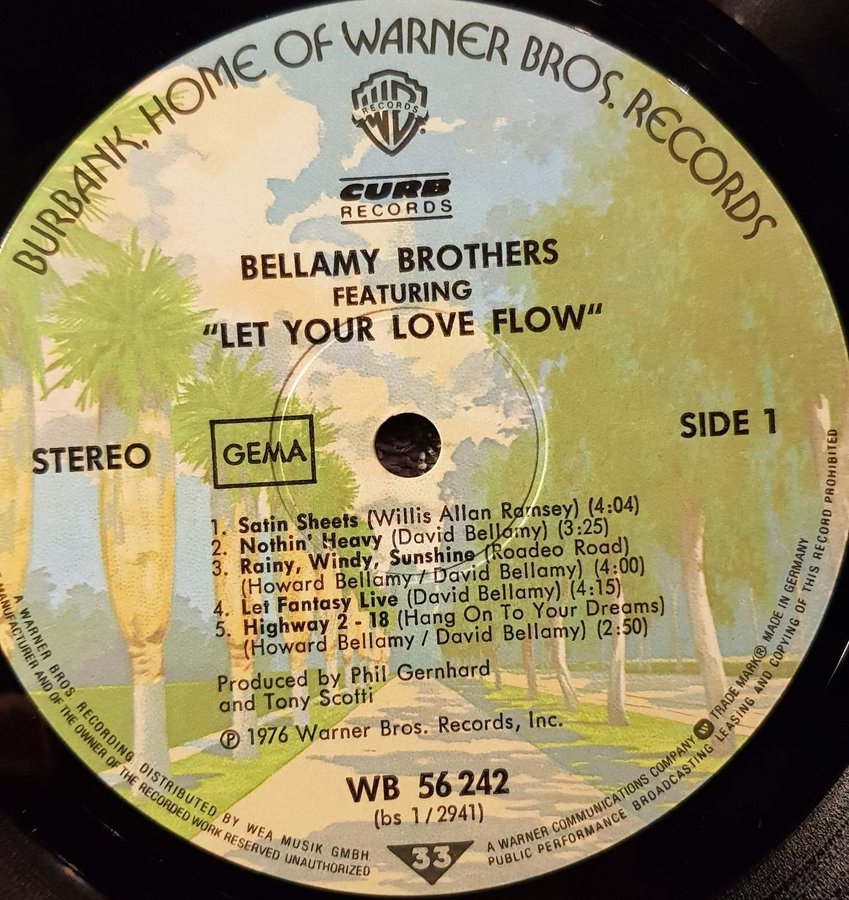 BURBANK, HOME OF WARNER BROS. RECORDS
RECORDS
CURB
RECORDS
BELLAMY BROTHERS
FEATURING
"LET YOUR LOVE FLOW"
STEREO
GEMA
SIDE 1
1. Satin Sheets (Willis Allan Ramsey) (4:04)
2. Nothin' Heavy (David Bellamy) (3:25)
3. Rainy, Windy, Sunshine (Roadeo Road)
(Howard Bellamy / David Bellamy) (4:00)
4. Let Fantasy Live (David Bellamy) (4:15)
5. Highway 2 - 18 (Hang On To Your Dreams)
(Howard Bellamy / David Bellamy) (2:50)
Produced by Phil Gernhard
and Tony Scotti
℗ 1976 Warner Bros. Records, Inc.
WB 56 242
(bs 1/2941)
33
A WARNER BROS RECORDING DISTRIBUTED BY WEA MUSIK GMBH
MANUFACTURER AND OF THE OWNER OF THE RECORDED WORK RESERVED UNAUTHORIZED
A WARNER COMMUNICATIONS COMPANY TRADE MARK® MADE IN GERMANY
PUBLIC PERFORMANCE BROADCASTING LEASING AND COPYING OF THIS RECORD PROHIBITED